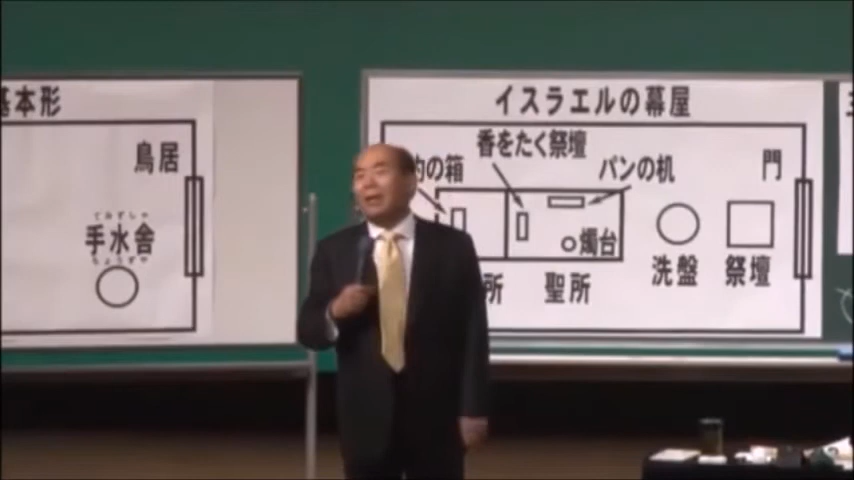 基本形
鳥居
てみずしゃ
手水舎
ちょうずや
イスラエルの幕屋
香をたく祭壇
の箱
パンの机
門
燭台
洗盤
祭壇
所
聖所